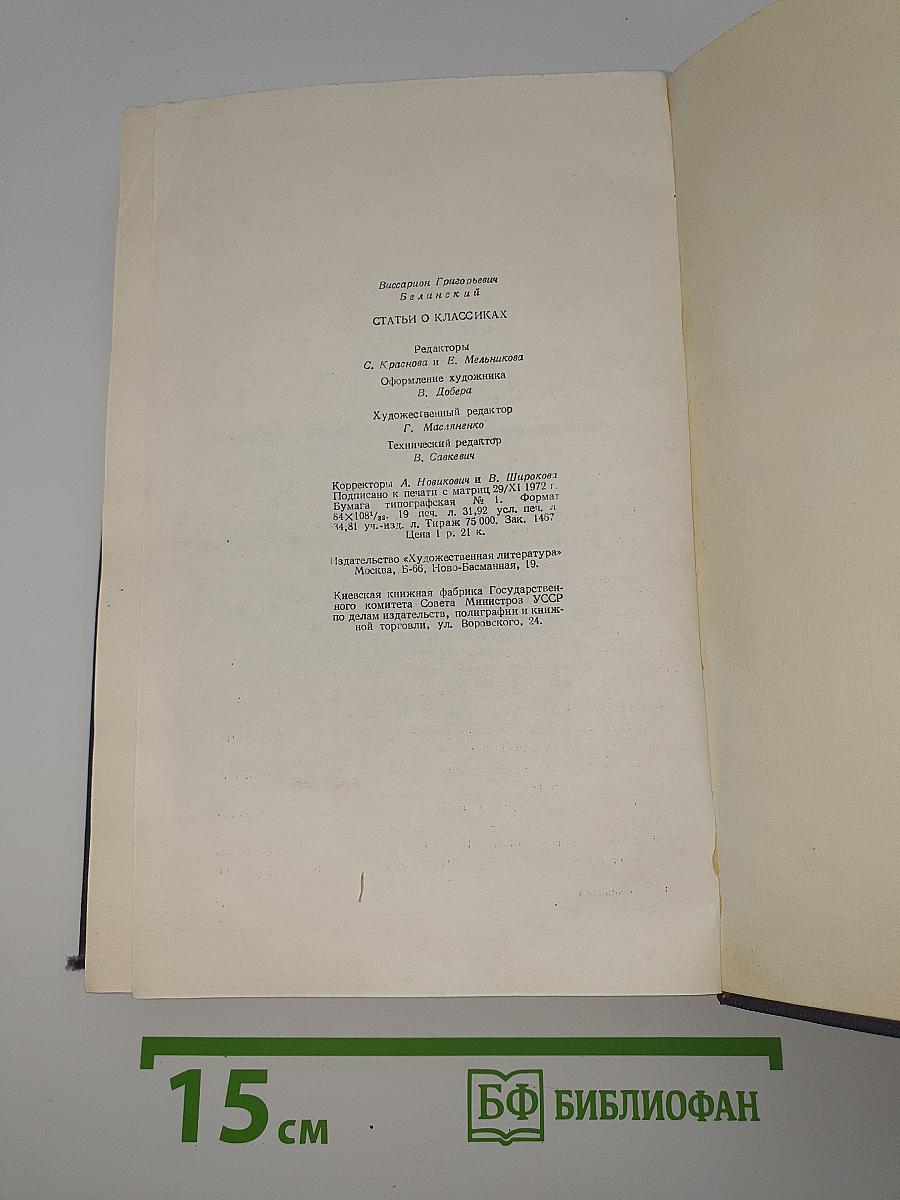 Виссарион Григорьевич
Белинский
СТАТЬИ О КЛАССИКАХ
Редакторы
С. Краснова и Е. Мельникова
Оформление художника
В. Добера
Художественный редактор
Г. Масляненко
Технический редактор
В. Савкевич
Корректоры А. Новикович и В. Широкова
Подписано к печати с матриц 29/XI 1972 г.
Бумага типографская № 1. Формат
84×108¹/₃₂. 19 печ. л. 31,92 усл. печ. л.
34,81 уч.-изд. л. Тираж 75 000. Зак. 1467
Цена 1 р. 21 к.
Издательство «Художественная литература»
Москва, Б-66, Ново-Басманная, 19.
Киевская книжная фабрика Государствен-
ного комитета Совета Министров УССР
по делам издательств, полиграфии и книж-
ной торговли, ул. Воровского, 24.
15 см
БФ БИБЛИОФАН